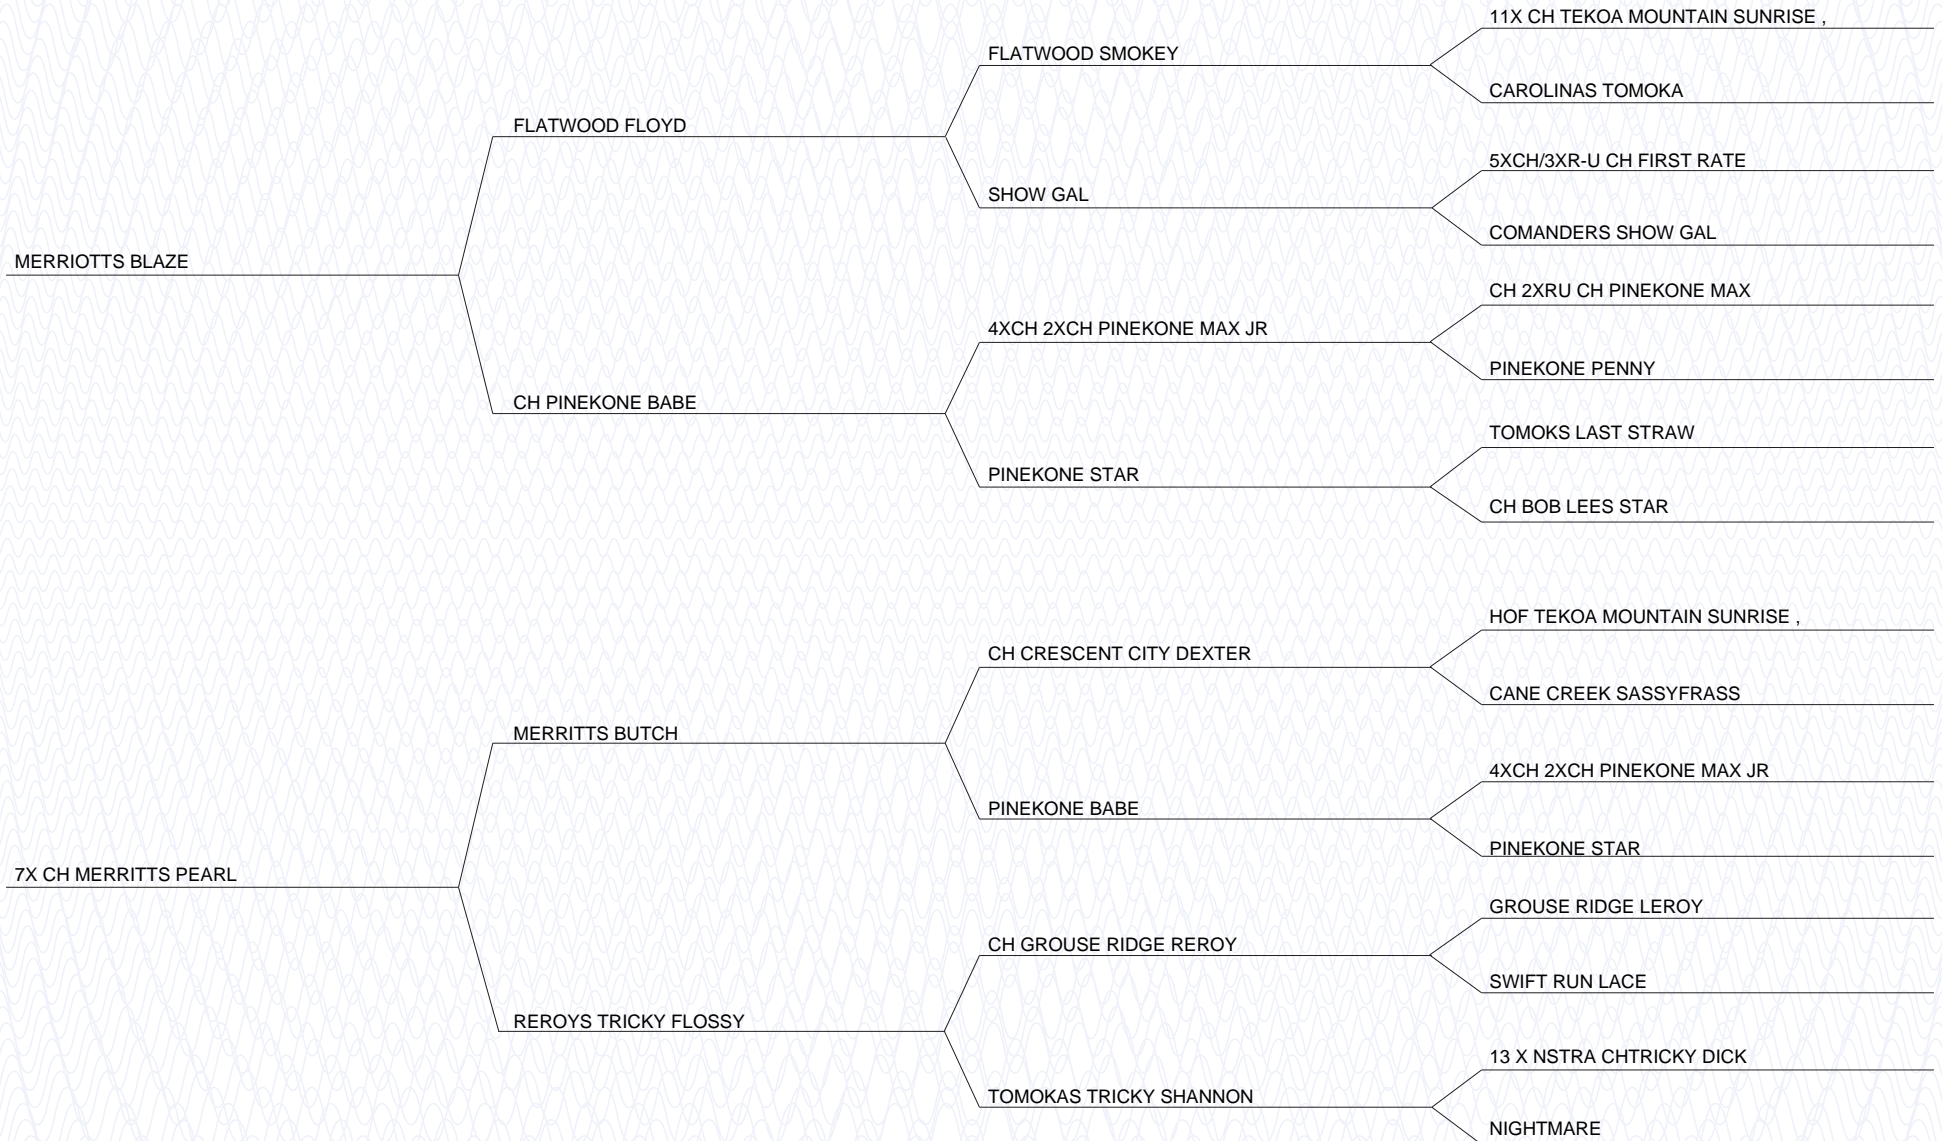 11X CH TEKOA MOUNTAIN SUNRISE ,
FLATWOOD SMOKEY
CAROLINAS TOMOKA
FLATWOOD FLOYD
5XCH/3XR-U CH FIRST RATE
SHOW GAL
COMANDERS SHOW GAL
MERRIOTTS BLAZE
CH 2XRU CH PINEKONE MAX
4XCH 2XCH PINEKONE MAX JR
PINEKONE PENNY
CH PINEKONE BABE
TOMOKS LAST STRAW
PINEKONE STAR
CH BOB LEES STAR
HOF TEKOA MOUNTAIN SUNRISE ,
CH CRESCENT CITY DEXTER
CANE CREEK SASSYFRASS
MERRITTS BUTCH
4XCH 2XCH PINEKONE MAX JR
PINEKONE BABE
PINEKONE STAR
7X CH MERRITTS PEARL
GROUSE RIDGE LEROY
CH GROUSE RIDGE REROY
SWIFT RUN LACE
REROYS TRICKY FLOSSY
13 X NSTRA CHTRICKY DICK
TOMOKAS TRICKY SHANNON
NIGHTMARE